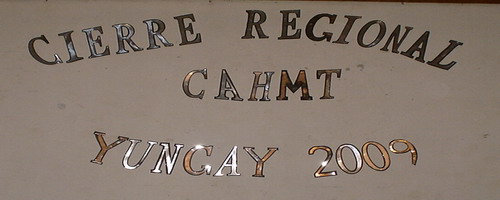 CIERRE REGIONAL
CAHMT
YUNGAY 2009